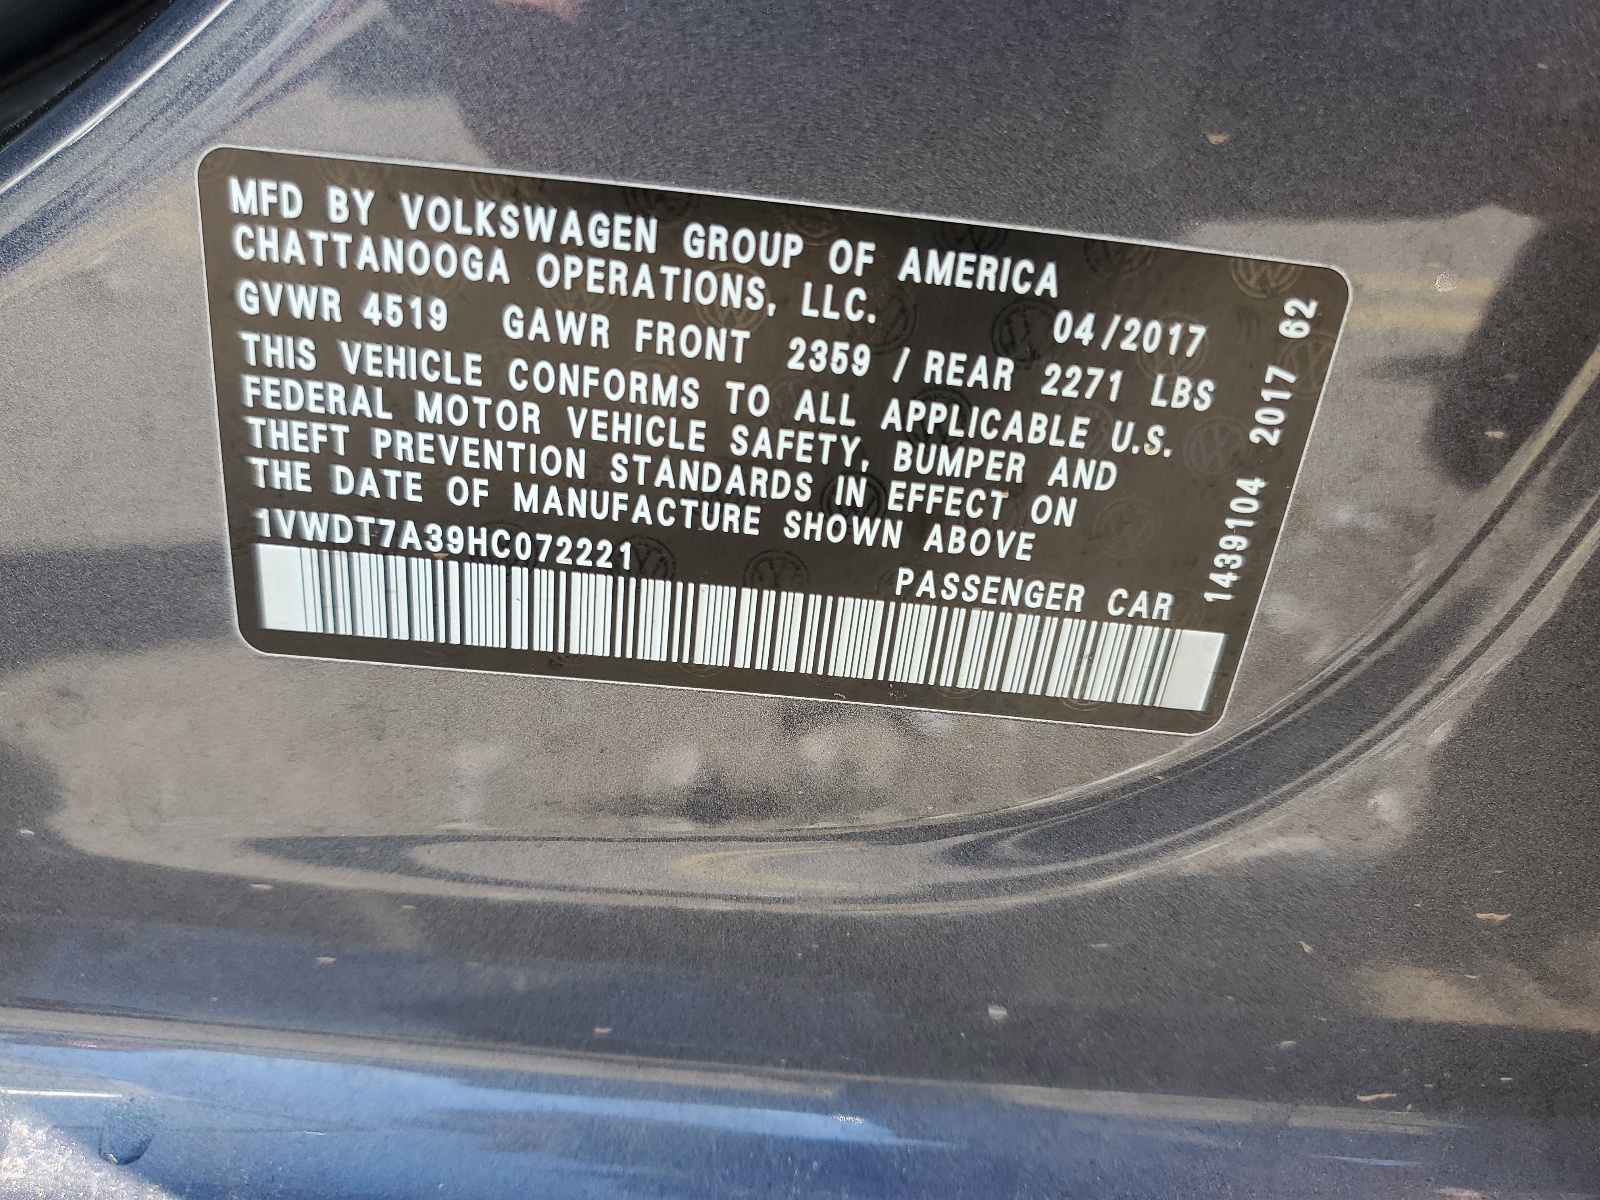 MFD BY VOLKSWAGEN GROUP OF AMERICA
CHATTANOOGA OPERATIONS, LLC.
04/2017
GVWR 4519 GAWR FRONT 2359 / REAR 2271 LBS
THIS VEHICLE CONFORMS TO ALL APPLICABLE U.S.
FEDERAL MOTOR VEHICLE SAFETY, BUMPER AND
THEFT PREVENTION STANDARDS IN EFFECT ON
THE DATE OF MANUFACTURE SHOWN ABOVE
1VWDT7A39HC072221
PASSENGER CAR
1439104 2017 62